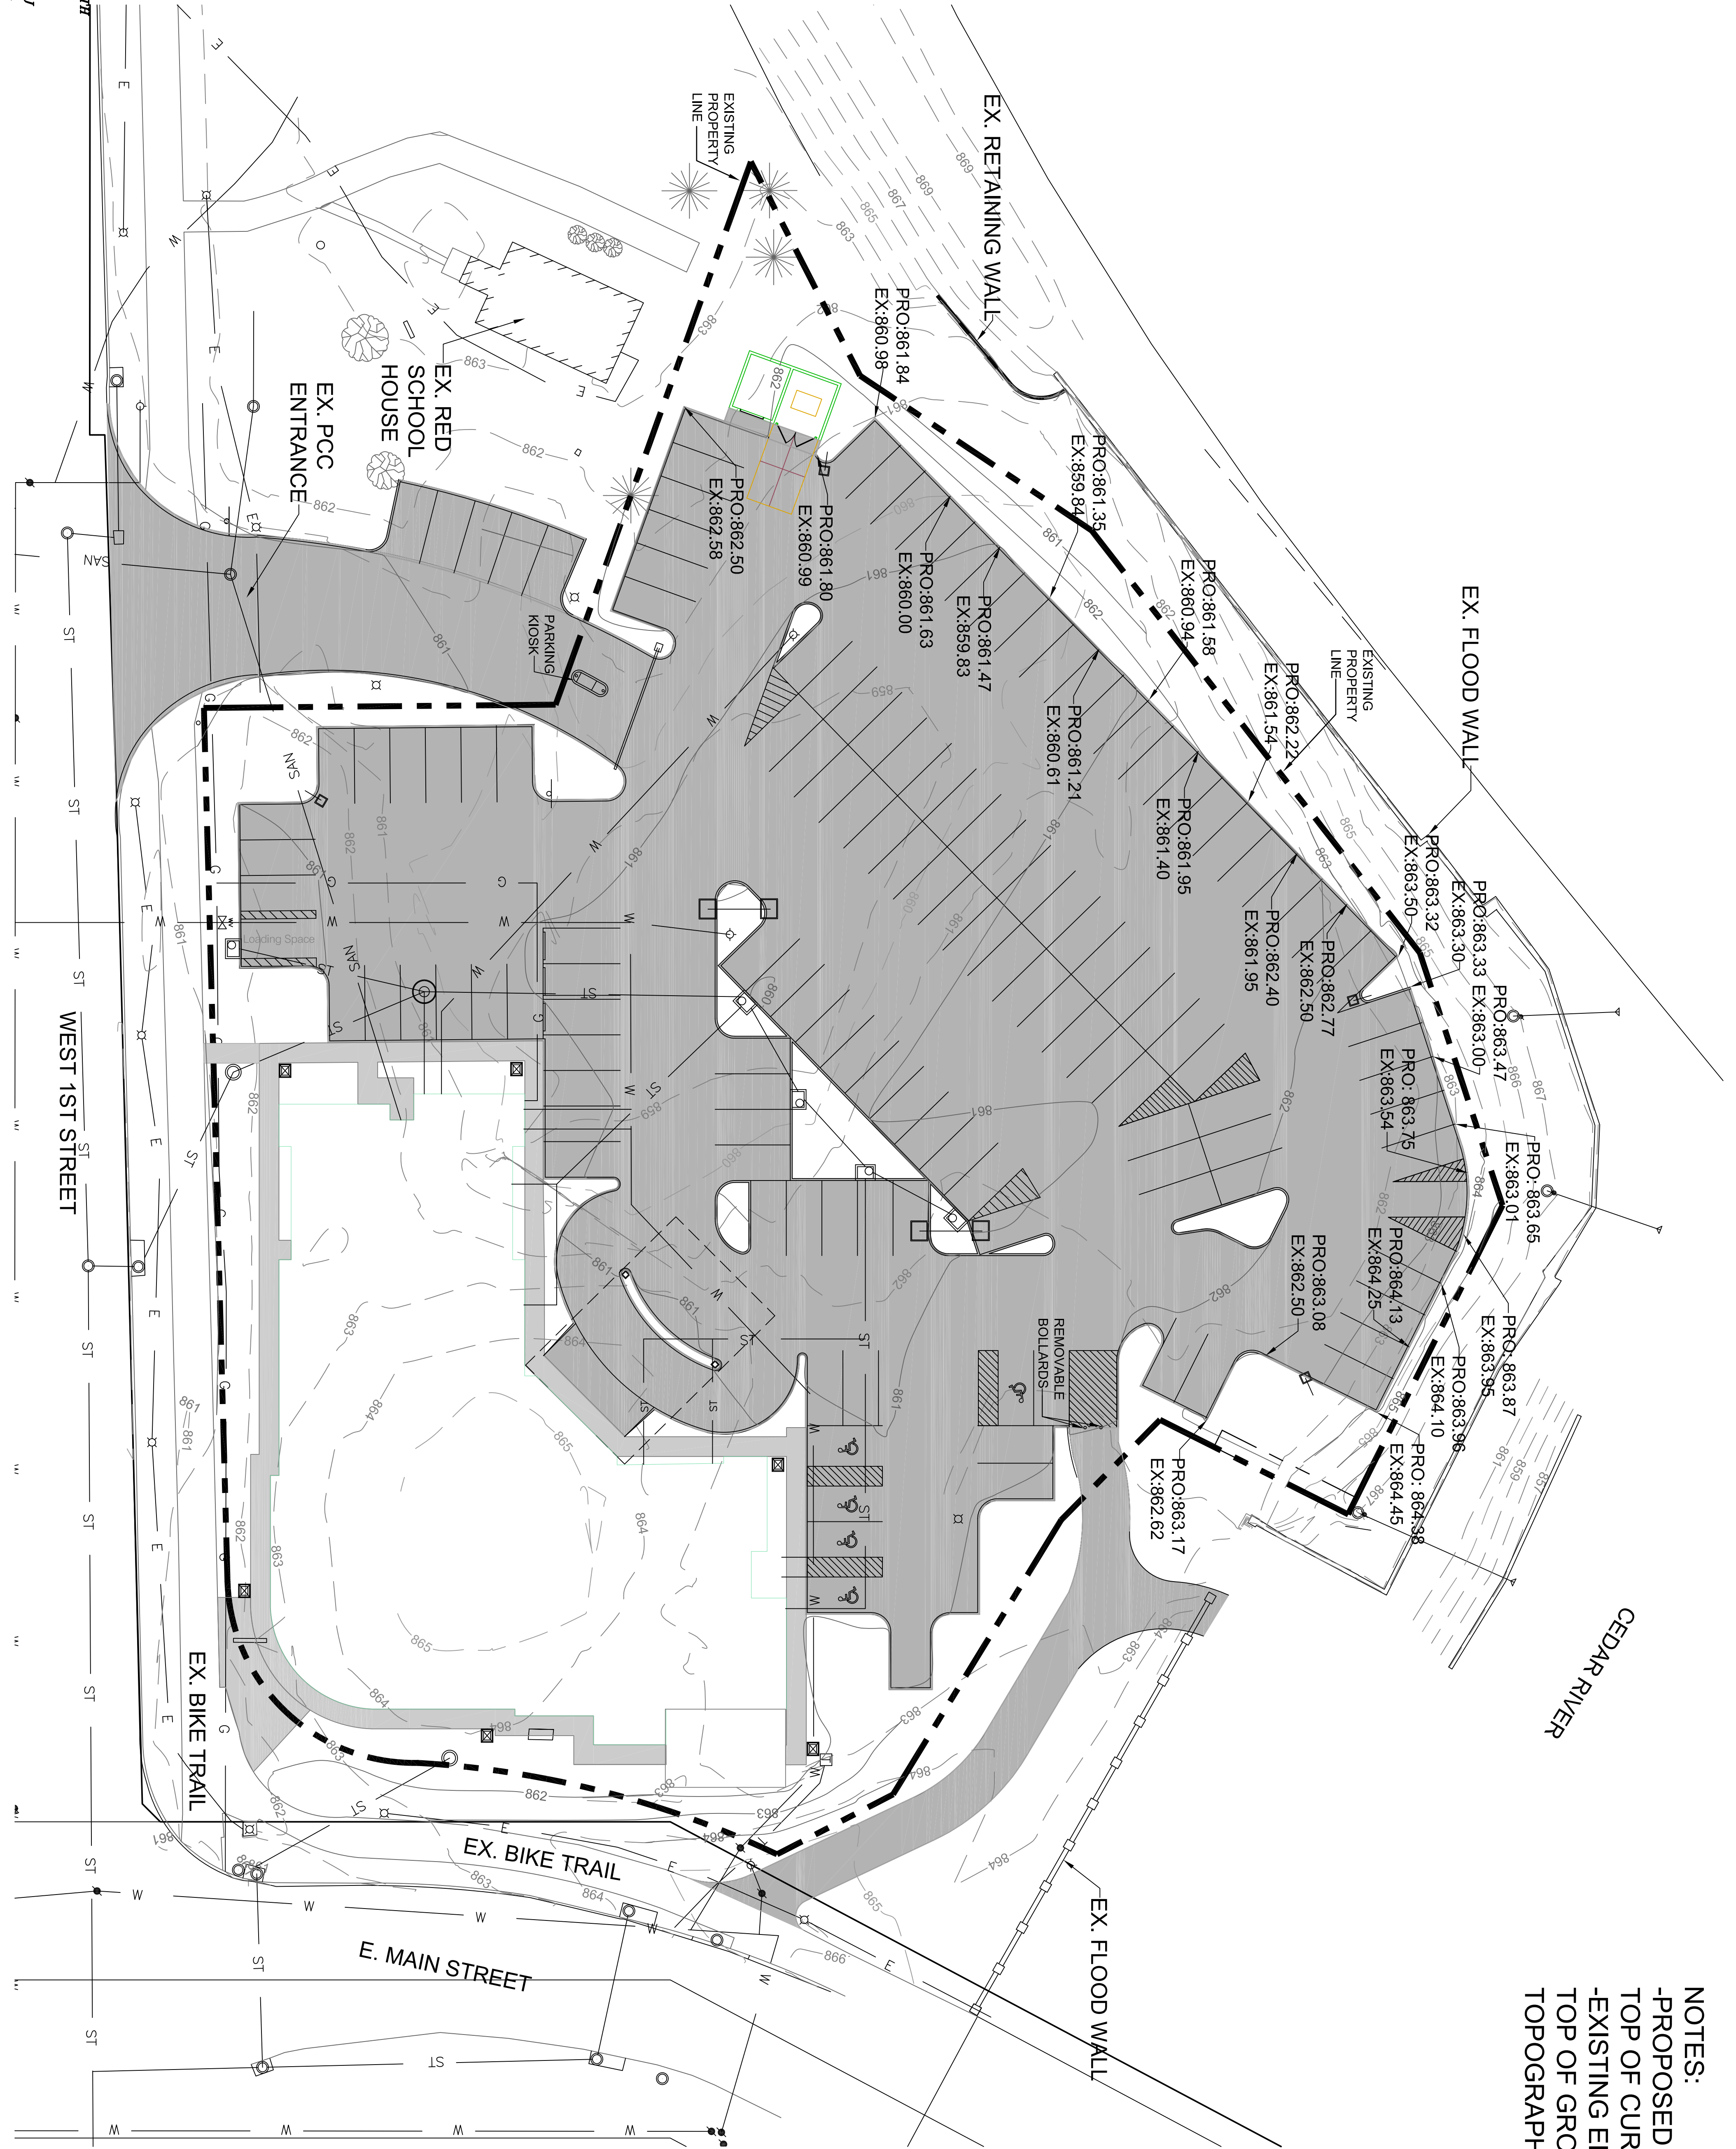 NOTES:
-PROPOSED
TOP OF CUR
-EXISTING E
TOP OF GRO
TOPOGRAPH
CEDAR RIVER
EX. FLOOD WALL
EX. RETAINING WALL
EXISTING
PROPERTY
LINE
EXISTING
PROPERTY
LINE
PRO:861.84
EX:860.98
PRO:861.35
EX:859.84
PRO:861.58
EX:860.94
PRO:862.22
EX:861.54
PRO:863.32
EX:863.50
PRO:863.33
EX:863.30
PRO:863.47
EX:863.00
PRO: 863.75
EX:863.54
PRO: 863.65
EX:863.01
PRO:864.13
EX:864.25
PRO: 863.87
EX:863.95
PRO:863.96
EX:864.10
PRO: 864.38
EX:864.45
PRO:863.08
EX:862.50
PRO:863.17
EX:862.62
PRO:862.77
EX:862.50
PRO:862.40
EX:861.95
PRO:861.95
EX:861.40
PRO:861.21
EX:860.61
PRO:861.47
EX:859.83
PRO:861.63
EX:860.00
PRO:861.80
EX:860.99
PRO:862.50
EX:862.58
EX. RED
SCHOOL
HOUSE
EX. PCC
ENTRANCE
PARKING
KIOSK
REMOVABLE
BOLLARDS
Loading Space
EX. FLOOD WALL
WEST 1ST STREET
EX. BIKE TRAIL
EX. BIKE TRAIL
E. MAIN STREET